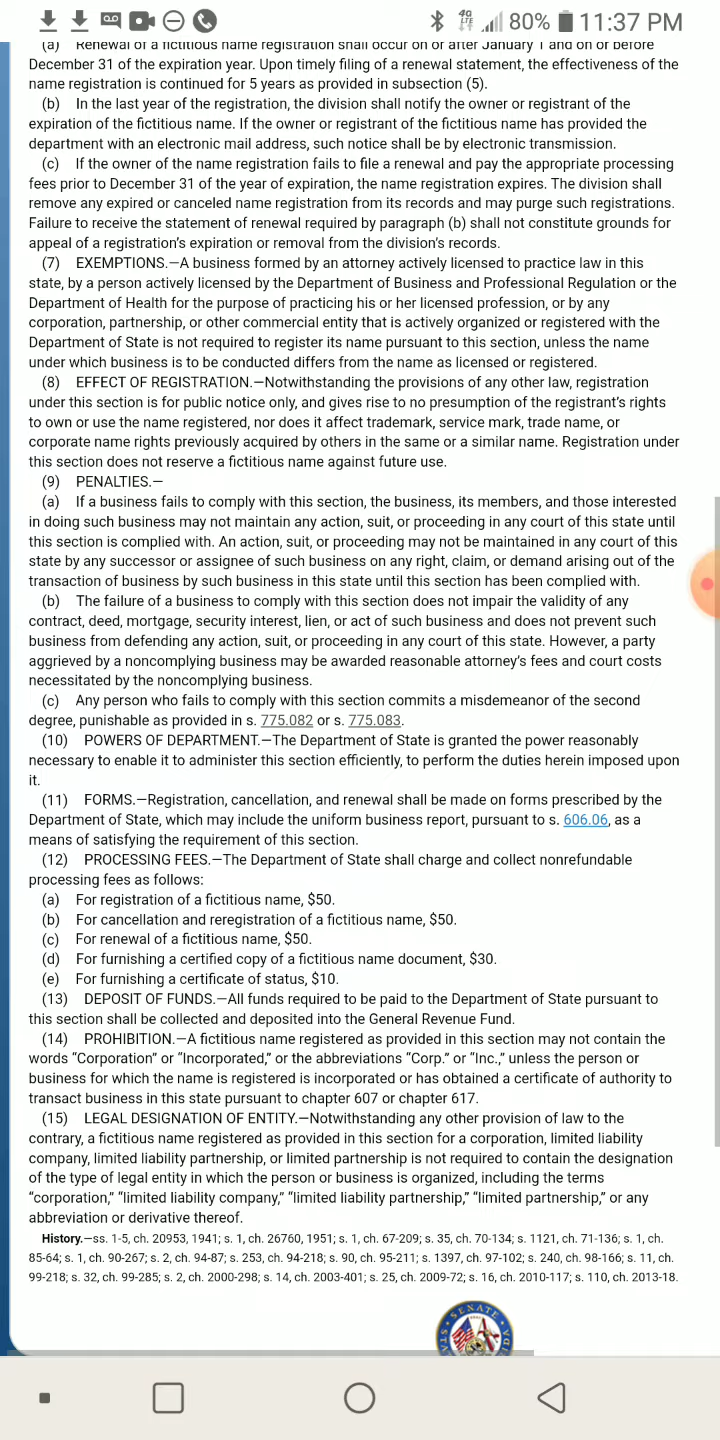 4G
LTE
80%
11:37 PM
(a) Renewal of a fictitious name registration shall occur on or after January 1 and on or before
December 31 of the expiration year. Upon timely filing of a renewal statement, the effectiveness of the
name registration is continued for 5 years as provided in subsection (5).
(b) In the last year of the registration, the division shall notify the owner or registrant of the
expiration of the fictitious name. If the owner or registrant of the fictitious name has provided the
department with an electronic mail address, such notice shall be by electronic transmission.
(c) If the owner of the name registration fails to file a renewal and pay the appropriate processing
fees prior to December 31 of the year of expiration, the name registration expires. The division shall
remove any expired or canceled name registration from its records and may purge such registrations.
Failure to receive the statement of renewal required by paragraph (b) shall not constitute grounds for
appeal of a registration’s expiration or removal from the division’s records.
(7) EXEMPTIONS.—A business formed by an attorney actively licensed to practice law in this
state, by a person actively licensed by the Department of Business and Professional Regulation or the
Department of Health for the purpose of practicing his or her licensed profession, or by any
corporation, partnership, or other commercial entity that is actively organized or registered with the
Department of State is not required to register its name pursuant to this section, unless the name
under which business is to be conducted differs from the name as licensed or registered.
(8) EFFECT OF REGISTRATION.—Notwithstanding the provisions of any other law, registration
under this section is for public notice only, and gives rise to no presumption of the registrant’s rights
to own or use the name registered, nor does it affect trademark, service mark, trade name, or
corporate name rights previously acquired by others in the same or a similar name. Registration under
this section does not reserve a fictitious name against future use.
(9) PENALTIES.—
(a) If a business fails to comply with this section, the business, its members, and those interested
in doing such business may not maintain any action, suit, or proceeding in any court of this state until
this section is complied with. An action, suit, or proceeding may not be maintained in any court of this
state by any successor or assignee of such business on any right, claim, or demand arising out of the
transaction of business by such business in this state until this section has been complied with.
(b) The failure of a business to comply with this section does not impair the validity of any
contract, deed, mortgage, security interest, lien, or act of such business and does not prevent such
business from defending any action, suit, or proceeding in any court of this state. However, a party
aggrieved by a noncomplying business may be awarded reasonable attorney’s fees and court costs
necessitated by the noncomplying business.
(c) Any person who fails to comply with this section commits a misdemeanor of the second
degree, punishable as provided in s. 775.082 or s. 775.083.
(10) POWERS OF DEPARTMENT.—The Department of State is granted the power reasonably
necessary to enable it to administer this section efficiently, to perform the duties herein imposed upon
it.
(11) FORMS.—Registration, cancellation, and renewal shall be made on forms prescribed by the
Department of State, which may include the uniform business report, pursuant to s. 606.06, as a
means of satisfying the requirement of this section.
(12) PROCESSING FEES.—The Department of State shall charge and collect nonrefundable
processing fees as follows:
(a) For registration of a fictitious name, $50.
(b) For cancellation and reregistration of a fictitious name, $50.
(c) For renewal of a fictitious name, $50.
(d) For furnishing a certified copy of a fictitious name document, $30.
(e) For furnishing a certificate of status, $10.
(13) DEPOSIT OF FUNDS.—All funds required to be paid to the Department of State pursuant to
this section shall be collected and deposited into the General Revenue Fund.
(14) PROHIBITION.—A fictitious name registered as provided in this section may not contain the
words “Corporation” or “Incorporated,” or the abbreviations “Corp.” or “Inc.,” unless the person or
business for which the name is registered is incorporated or has obtained a certificate of authority to
transact business in this state pursuant to chapter 607 or chapter 617.
(15) LEGAL DESIGNATION OF ENTITY.—Notwithstanding any other provision of law to the
contrary, a fictitious name registered as provided in this section for a corporation, limited liability
company, limited liability partnership, or limited partnership is not required to contain the designation
of the type of legal entity in which the person or business is organized, including the terms
“corporation,” “limited liability company,” “limited liability partnership,” “limited partnership,” or any
abbreviation or derivative thereof.
History.—ss. 1-5, ch. 20953, 1941; s. 1, ch. 26760, 1951; s. 1, ch. 67-209; s. 35, ch. 70-134; s. 1121, ch. 71-136; s. 1, ch.
85-64; s. 1, ch. 90-267; s. 2, ch. 94-87; s. 253, ch. 94-218; s. 90, ch. 95-211; s. 1397, ch. 97-102; s. 240, ch. 98-166; s. 11, ch.
99-218; s. 32, ch. 99-285; s. 2, ch. 2000-298; s. 14, ch. 2003-401; s. 25, ch. 2009-72; s. 16, ch. 2010-117; s. 110, ch. 2013-18.
SENATE